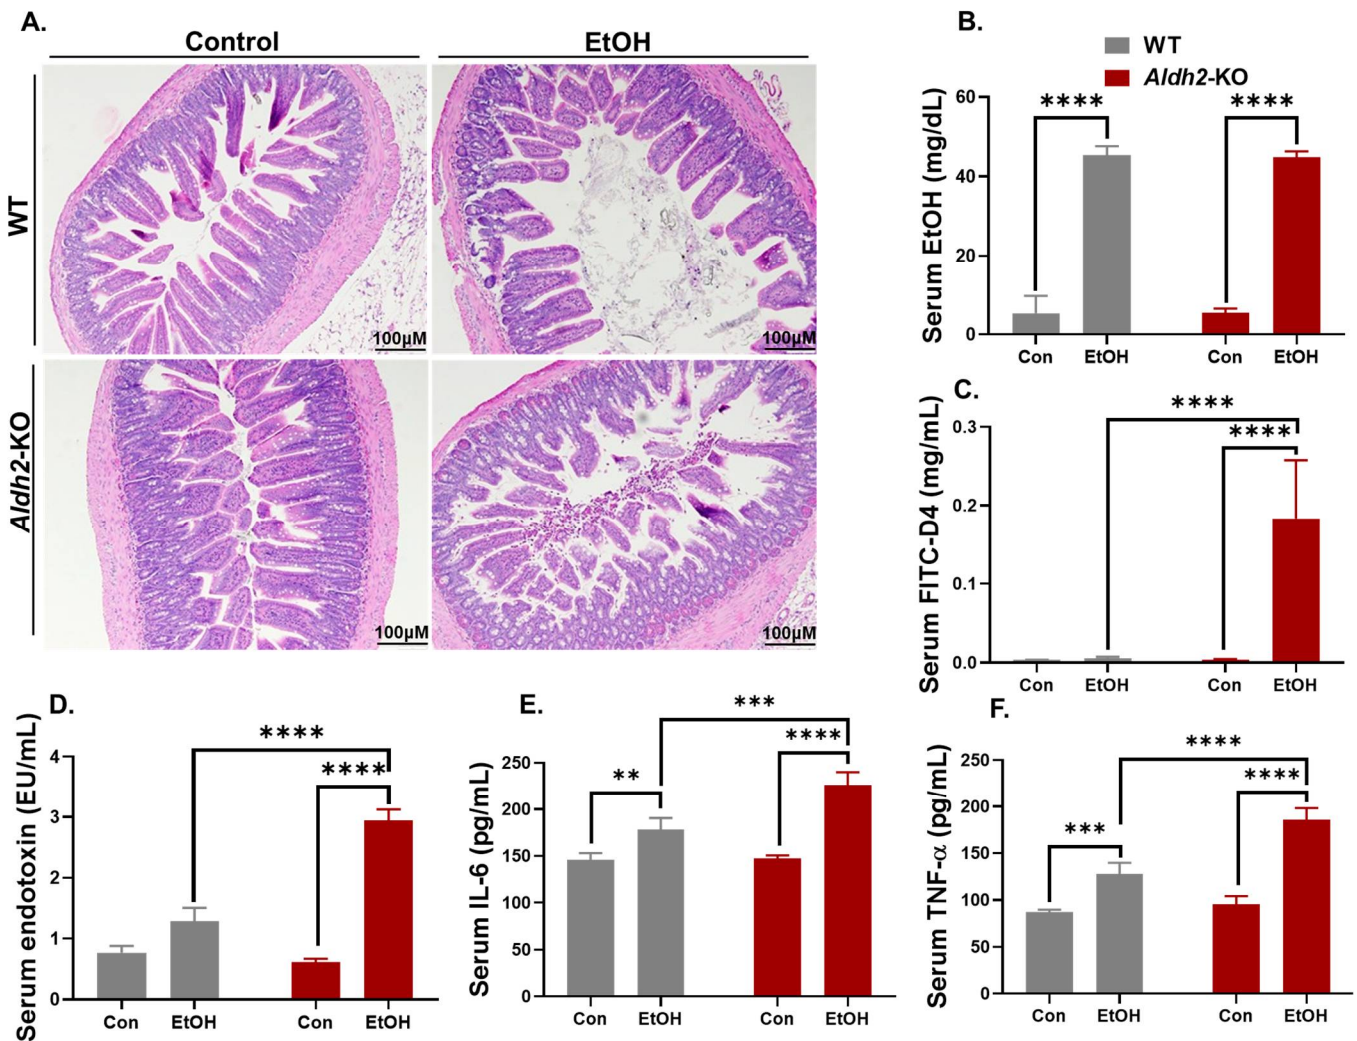 A.
Control
EtOH
WT
Aldh2-KO
100µM
100µM
100µM
100µM
B.
WT
Aldh2-KO
Serum EtOH (mg/dL)
60
40
20
0
****
****
Con
EtOH
Con
EtOH
C.
Serum FITC-D4 (mg/mL)
0.3
0.2
0.1
0.0
****
****
Con
EtOH
Con
EtOH
D.
Serum endotoxin (EU/mL)
4
3
2
1
0
****
****
Con
EtOH
Con
EtOH
E.
Serum IL-6 (pg/mL)
250
200
150
100
50
0
***
****
**
Con
EtOH
Con
EtOH
F.
Serum TNF-α (pg/mL)
250
200
150
100
50
0
****
****
***
Con
EtOH
Con
EtOH